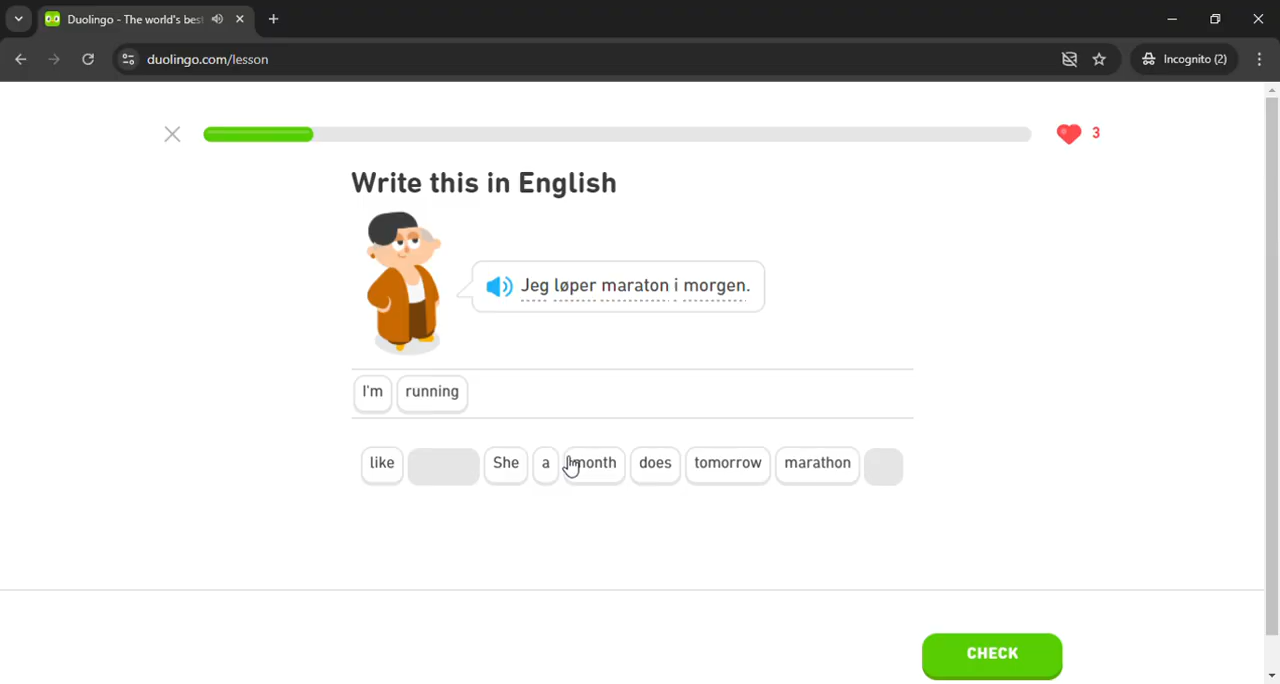 Duolingo - The world's bes
duolingo.com/lesson
Incognito (2)
3
Write this in English
Jeg løper maraton i morgen.
I'm running
like She a month does tomorrow marathon
CHECK